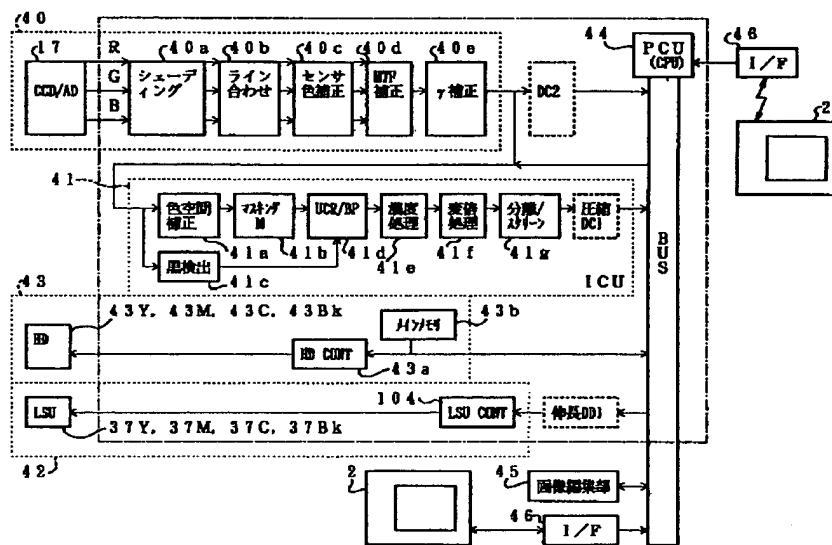 40
17
CCD/AD
R
G
B
40a
シェーディング
40b
ライン合わせ
40c
センサ色補正
40d
MTF補正
40e
γ補正
DC2
44
PCU
(CPU)
46
I/F
2
41
色空間補正
41a
マスキング
41b
黒検出
41c
UCR/BP
41d
濃度処理
41e
変倍処理
41f
分離/スクリーン
41g
圧縮DC1
ICU
BUS
43
43Y, 43M, 43C, 43Bk
HD
HD CONT
43a
メインメモリ
43b
LSU
37Y, 37M, 37C, 37Bk
104
LSU CONT
伸長DD1
42
2
45
画像編集部
46
I/F